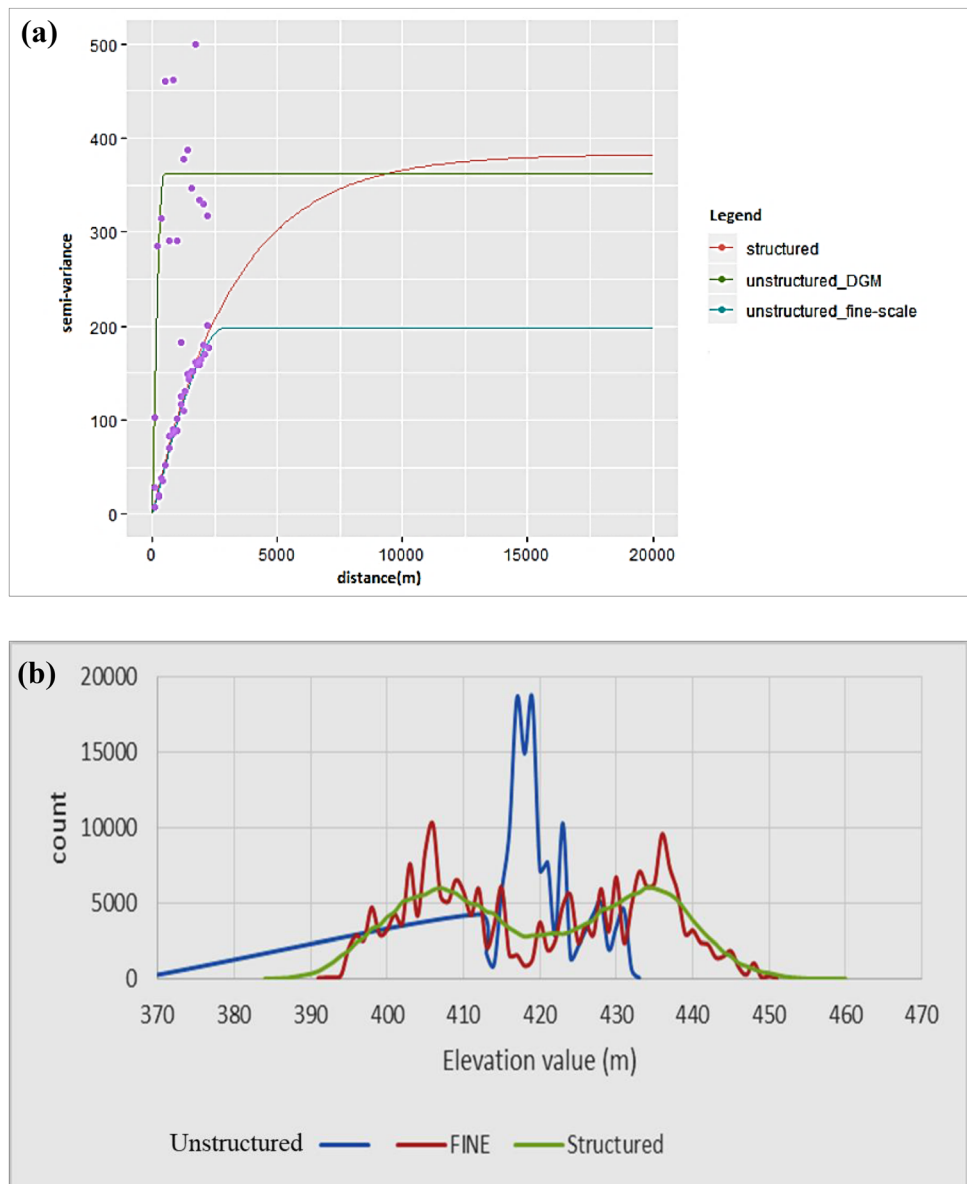 (a)
500
400
300
200
100
0
semi-variance
0 5000 10000 15000 20000
distance(m)
Legend
structured
unstructured_DGM
unstructured_fine-scale
(b)
20000
15000
10000
5000
0
count
370 380 390 400 410 420 430 440 450 460 470
Elevation value (m)
Unstructured FINE Structured